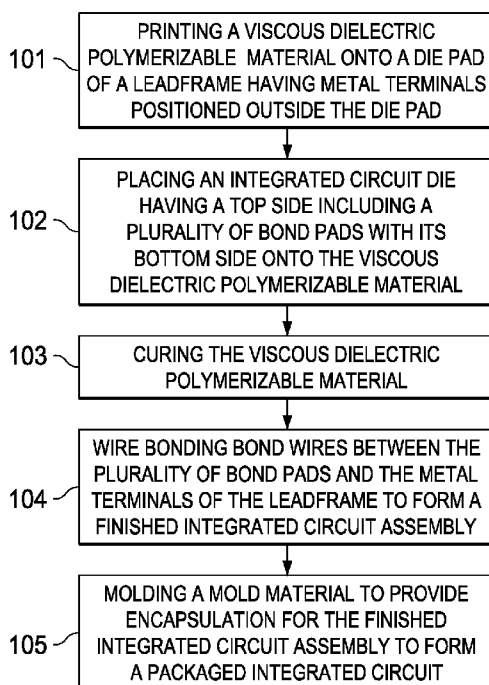 101
PRINTING A VISCOUS DIELECTRIC
POLYMERIZABLE MATERIAL ONTO A DIE PAD
OF A LEADFRAME HAVING METAL TERMINALS
POSITIONED OUTSIDE THE DIE PAD
102
PLACING AN INTEGRATED CIRCUIT DIE
HAVING A TOP SIDE INCLUDING A
PLURALITY OF BOND PADS WITH ITS
BOTTOM SIDE ONTO THE VISCOUS
DIELECTRIC POLYMERIZABLE MATERIAL
103
CURING THE VISCOUS DIELECTRIC
POLYMERIZABLE MATERIAL
104
WIRE BONDING BOND WIRES BETWEEN THE
PLURALITY OF BOND PADS AND THE METAL
TERMINALS OF THE LEADFRAME TO FORM A
FINISHED INTEGRATED CIRCUIT ASSEMBLY
105
MOLDING A MOLD MATERIAL TO PROVIDE
ENCAPSULATION FOR THE FINISHED
INTEGRATED CIRCUIT ASSEMBLY TO FORM
A PACKAGED INTEGRATED CIRCUIT